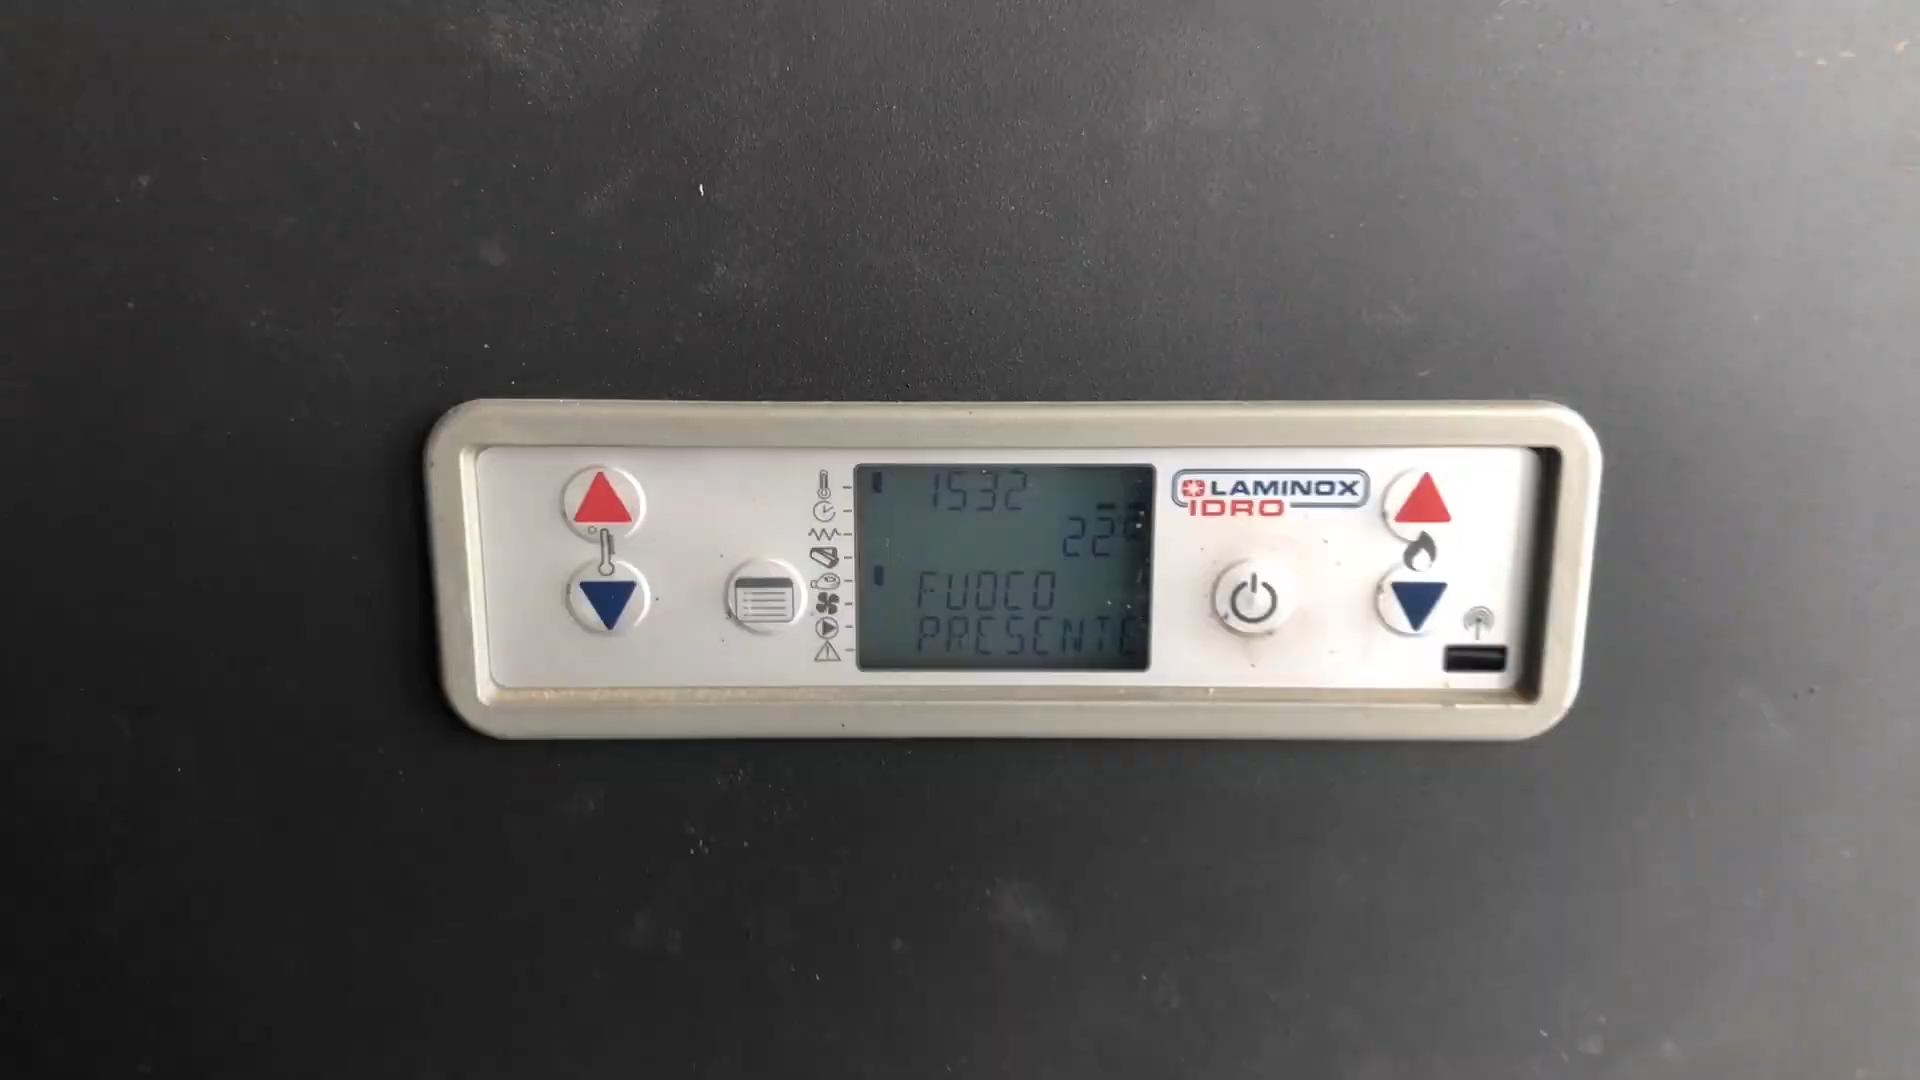 1532
22°
FUOCO
PRESENTE
LAMINOX
IDRO